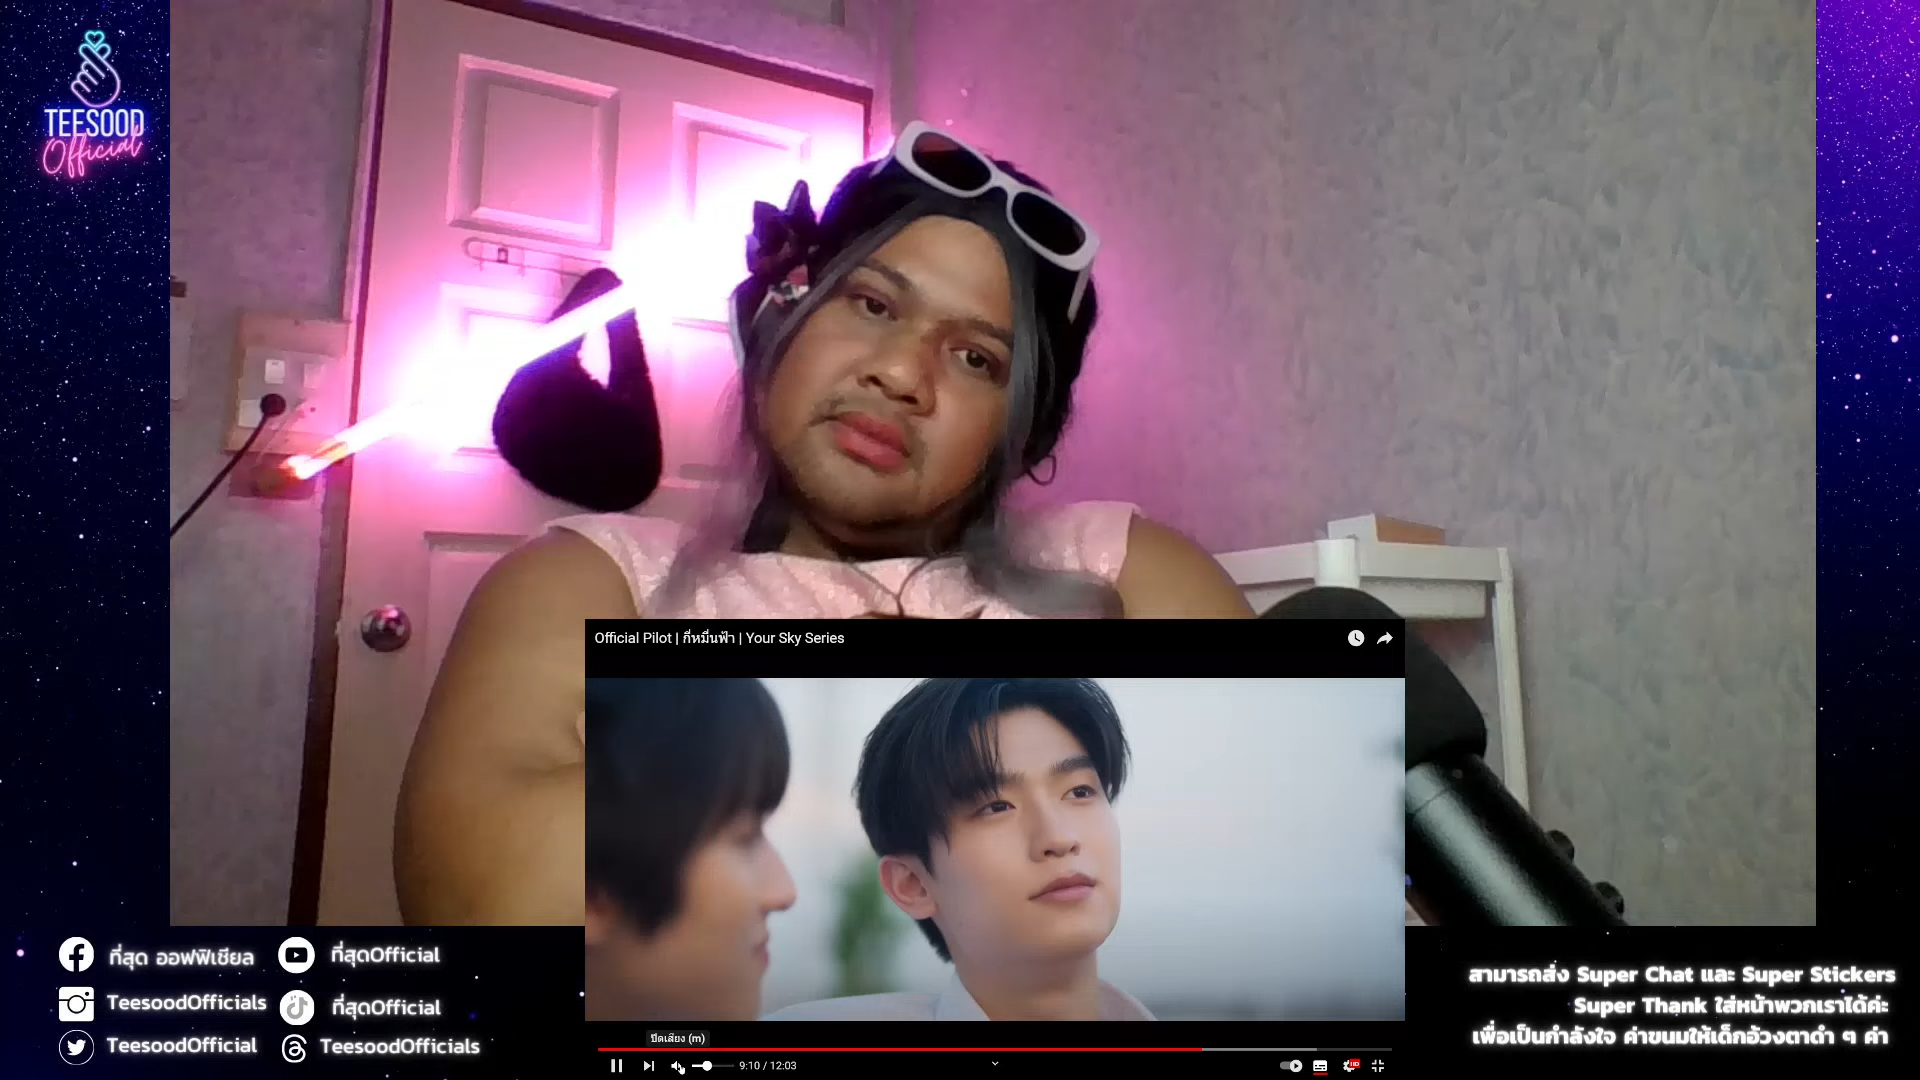 TEESOOD
Official
Official Pilot | กี่หมื่นฟ้า | Your Sky Series
ปิดเสียง (m)
9:10 / 12:03
HD
ที่สุด ออฟฟิเชียล
ที่สุดOfficial
TeesoodOfficials
ที่สุดOfficial
TeesoodOfficial
TeesoodOfficials
สามารถส่ง Super Chat และ Super Stickers
Super Thank ใส่หน้าพวกเราได้ค่ะ
เพื่อเป็นกำลังใจ ค่าขนมให้เด็กอ้วงตาดำ ๆ ค่า